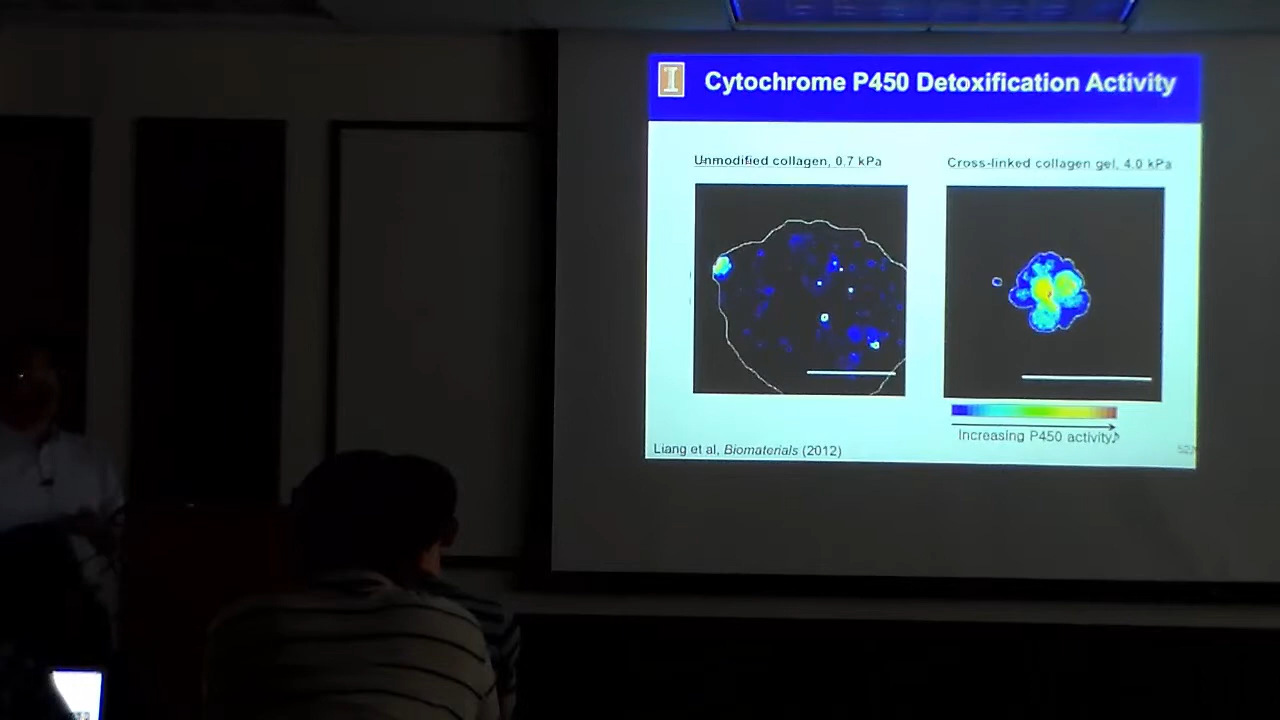 I
Cytochrome P450 Detoxification Activity
Unmodified collagen, 0.7 kPa
Cross-linked collagen gel, 4.0 kPa
Increasing P450 activity♪
Liang et al, Biomaterials (2012)